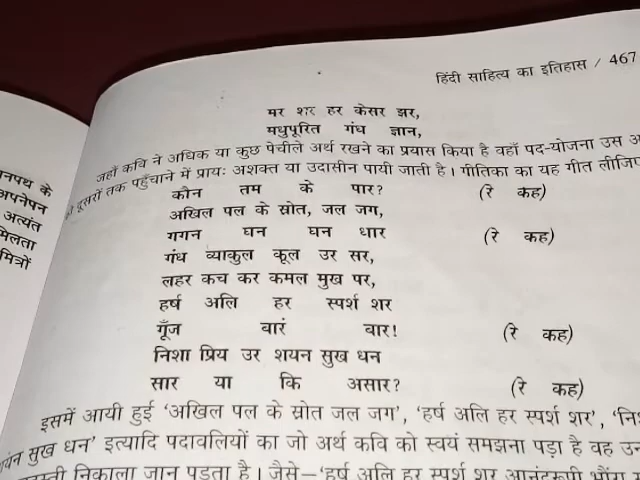 हिंदी साहित्य का इतिहास / 467
मर शर हर केसर झर,
मधुपूरित गंध ज्ञान,
जहाँ कवि ने अधिक या कुछ पेचीले अर्थ रखने का प्रयास किया है वहाँ पद-योजना उस
दूसरों तक पहुँचाने में प्रायः अशक्त या उदासीन पायी जाती है। गीतिका का यह गीत
कौन तम के पार? (रे कह)
अखिल पल के स्रोत, जल जग,
गगन घन घन धार (रे कह)
गंध व्याकुल कूल उर सर,
लहर कच कर कमल मुख पर,
हर्ष अलि हर स्पर्श शर
गूँज बारं बार! (रे कह)
निशा प्रिय उर शयन सुख धन
सार या कि असार? (रे कह)
इसमें आयी हुई ‘अखिल पल के स्रोत जल जग’, ‘हर्ष अलि हर स्पर्श शर’,
सुख धन’ इत्यादि पदावलियों का जो अर्थ कवि को स्वयं समझना पड़ा है वह
निकाला जान पड़ता है। जैसे–‘हर्ष अलि हर स्पर्श शर आनंदरूपी भौंरा
के
अपनेपन
अत्यंत
मिलता
मित्रों